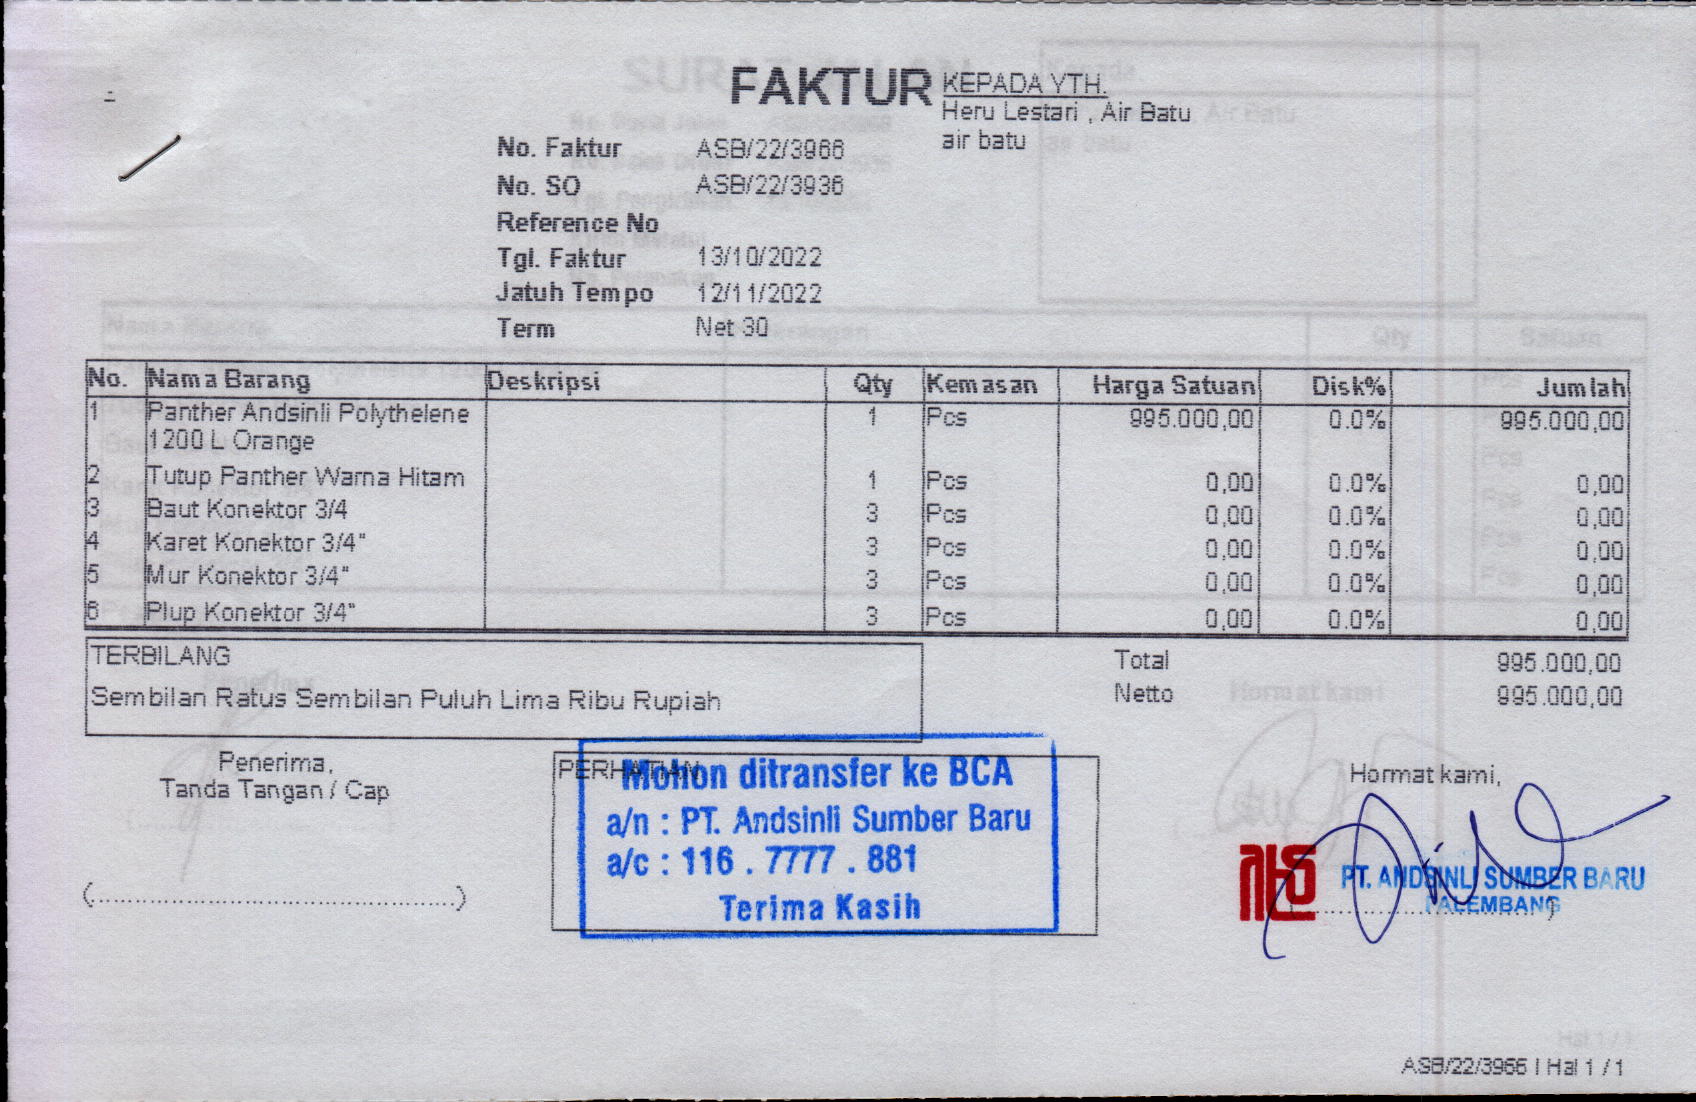 FAKTUR
KEPADA YTH.
Heru Lestari , Air Batu
air batu
No. Faktur ASB/22/3966
No. SO ASB/22/3936
Reference No
Tgl. Faktur 13/10/2022
Jatuh Tempo 12/11/2022
Term Net 30
No. Nama Barang Deskripsi Qty Kemasan Harga Satuan Disk% Jumlah
1 Panther Andsinli Polythelene 1 Pcs 995.000,00 0.0% 995.000,00
1200 L Orange
2 Tutup Panther Warna Hitam 1 Pcs 0,00 0.0% 0,00
3 Baut Konektor 3/4 3 Pcs 0,00 0.0% 0,00
4 Karet Konektor 3/4" 3 Pcs 0,00 0.0% 0,00
5 Mur Konektor 3/4" 3 Pcs 0,00 0.0% 0,00
6 Plup Konektor 3/4" 3 Pcs 0,00 0.0% 0,00
TERBILANG
Sembilan Ratus Sembilan Puluh Lima Ribu Rupiah
Total 995.000,00
Netto 995.000,00
Penerima,
Tanda Tangan / Cap
(..............................................)
PERHATIAN
Mohon ditransfer ke BCA
a/n : PT. Andsinli Sumber Baru
a/c : 116 . 7777 . 881
Terima Kasih
Hormat kami,
PT. ANDSINLI SUMBER BARU
PALEMBANG
ASB/22/3966 | Hal 1 / 1